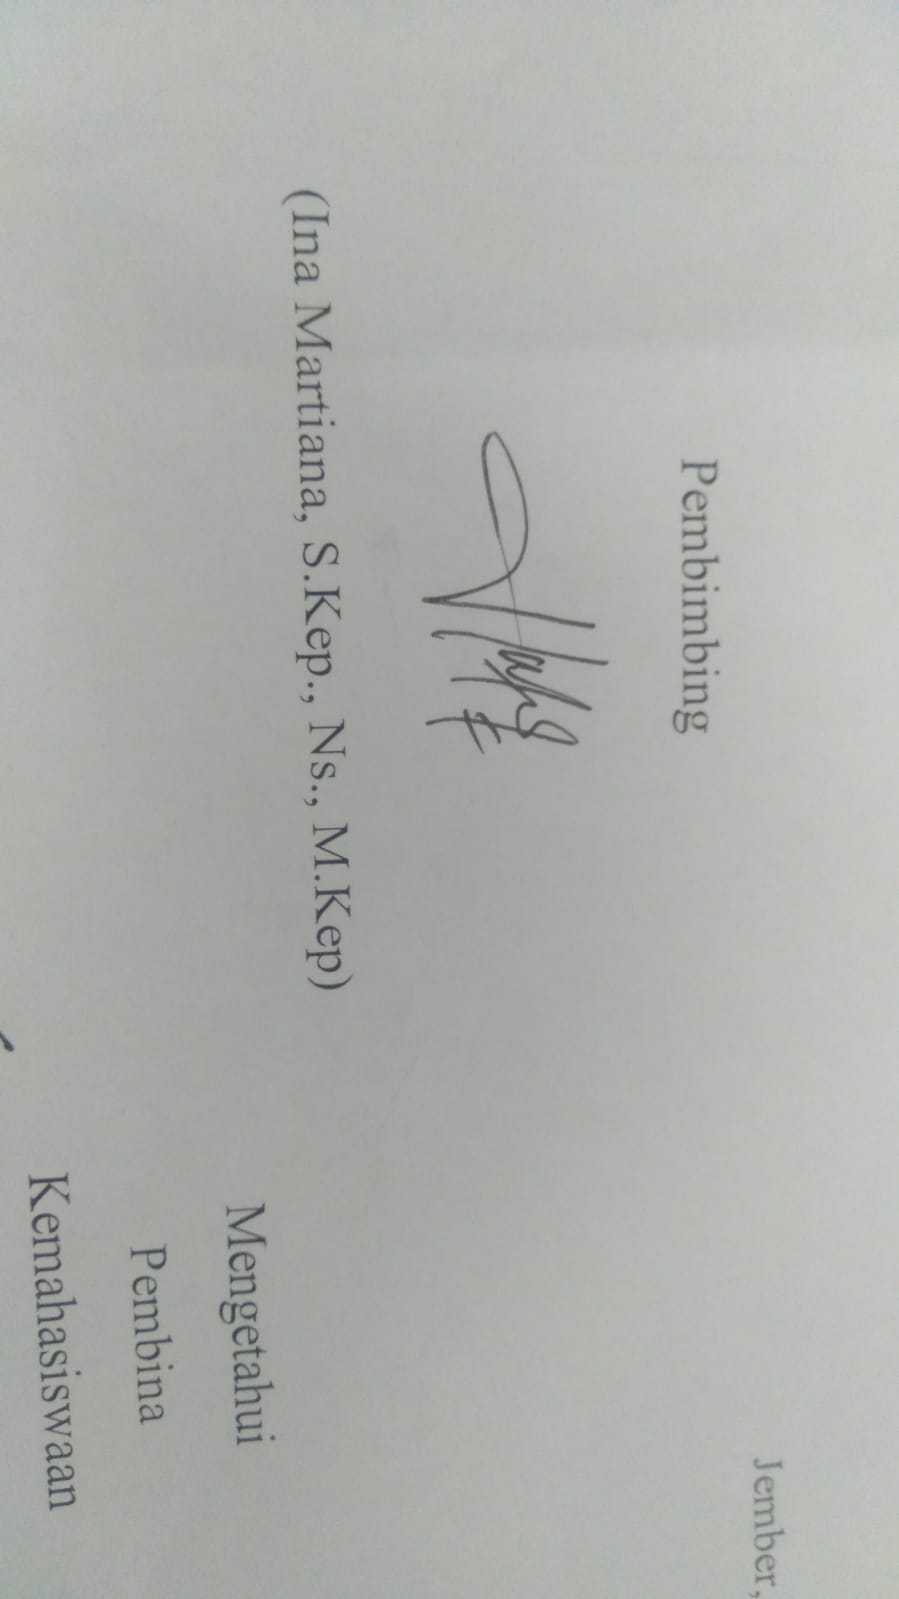 Jember,
Pembimbing
(Ina Martiana, S.Kep., Ns., M.Kep)
Mengetahui
Pembina
Kemahasiswaan